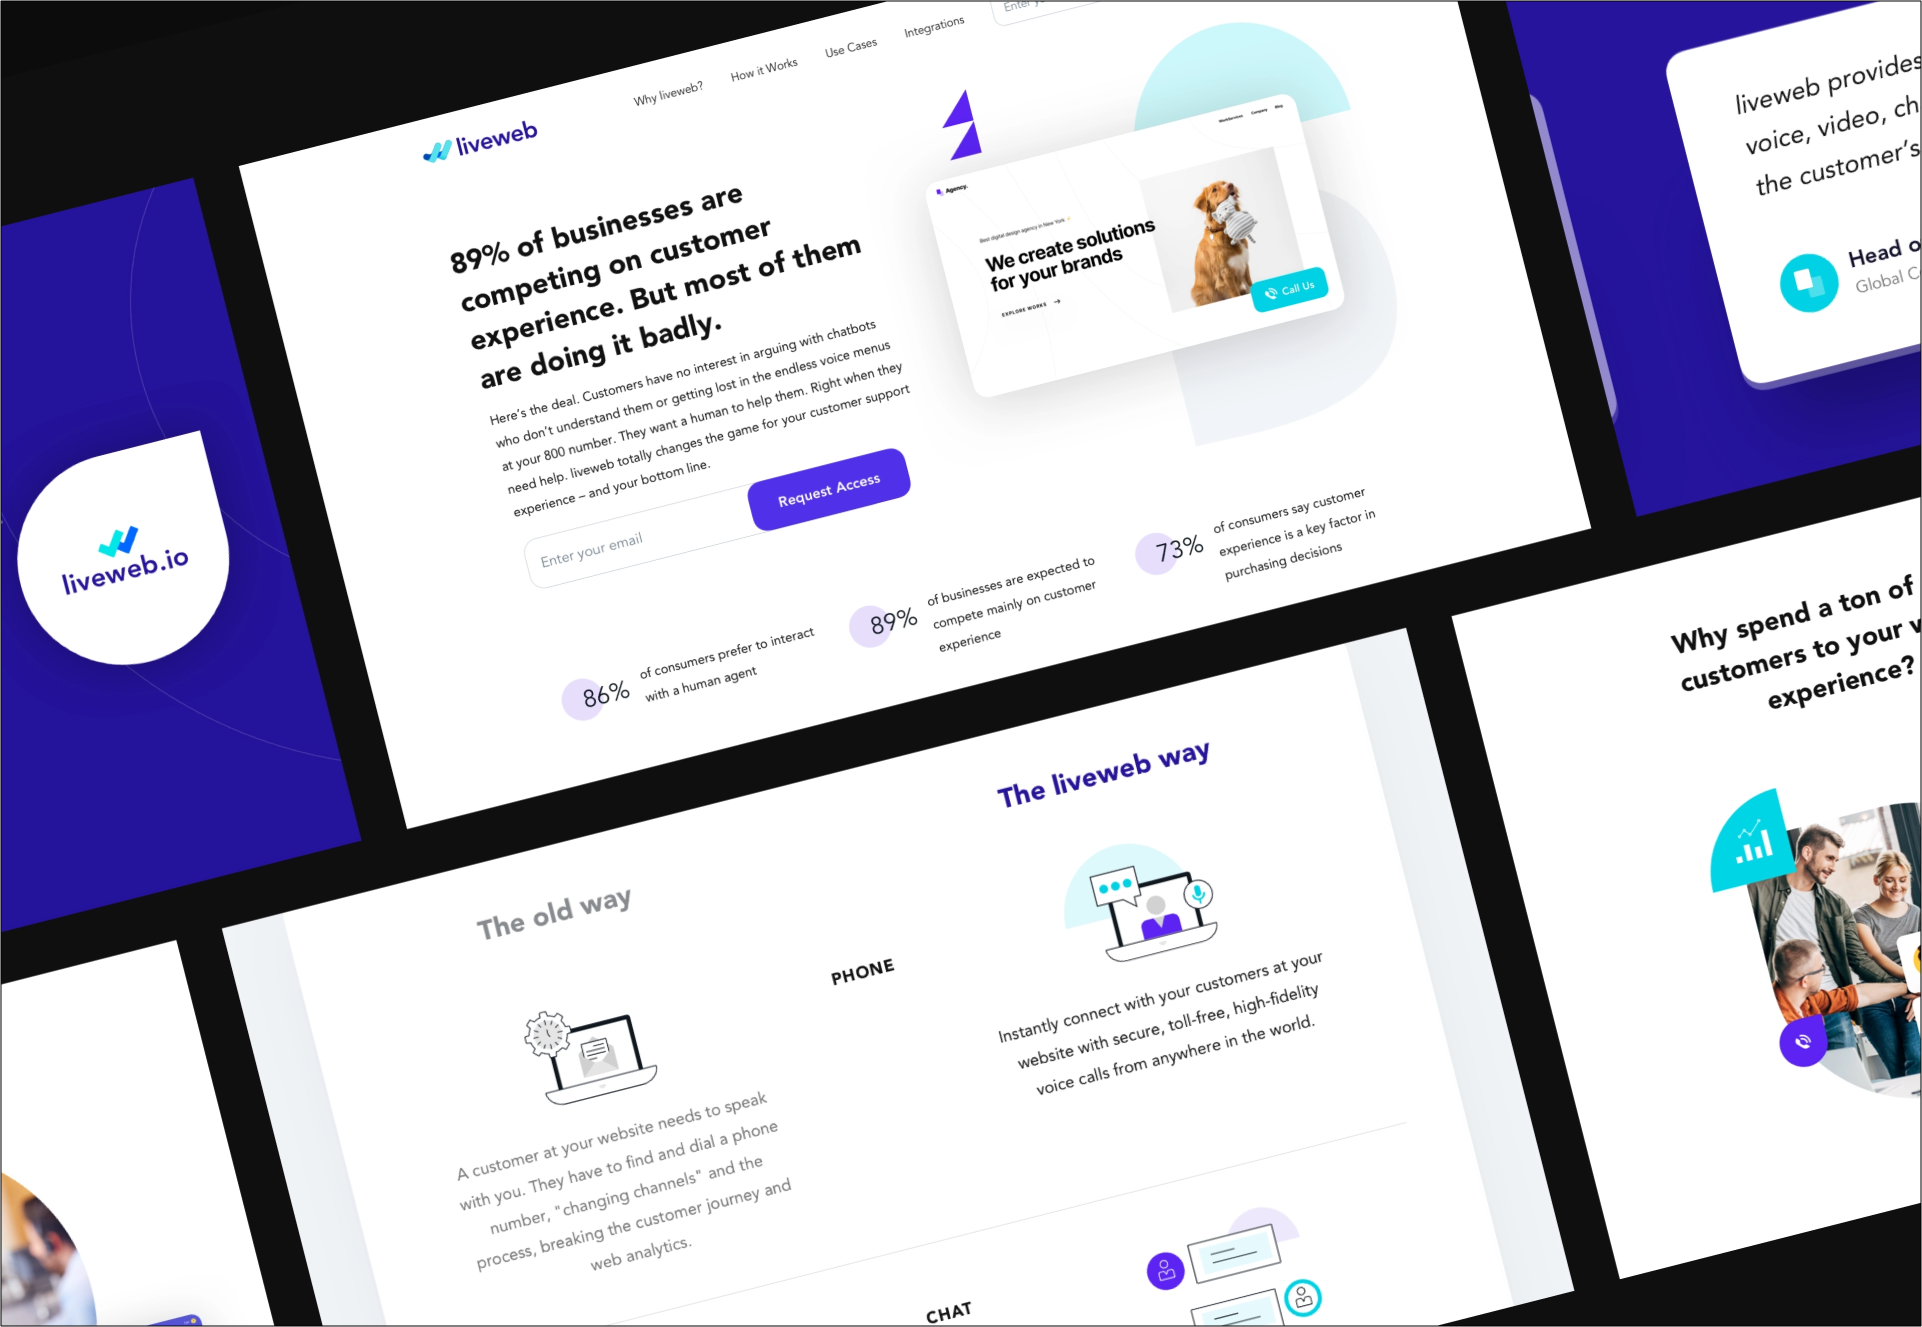 Why liveweb?
How it Works
Use Cases
Integrations
Enter
liveweb
89% of businesses are
competing on customer
experience. But most of them
are doing it badly.
Here's the deal. Customers have no interest in arguing with chatbots
who don't understand them or getting lost in the endless voice menus
at your 800 number. They want a human to help them. Right when they
need help. liveweb totally changes the game for your customer support
experience – and your bottom line.
Enter your email
Request Access
Agency.
Company
Blog
Best digital design agency in New York
We create solutions
for your brands
EXPLORE WORKS
Call Us
86%
of consumers prefer to interact
with a human agent
89%
of businesses are expected to
compete mainly on customer
experience
73%
of consumers say customer
experience is a key factor in
purchasing decisions
liveweb provides
voice, video, ch
the customer's
Head o
Global C
liveweb.io
The old way
The liveweb way
PHONE
A customer at your website needs to speak
with you. They have to find and dial a phone
number, "changing channels" and the
process, breaking the customer journey and
web analytics.
Instantly connect with your customers at your
website with secure, toll-free, high-fidelity
voice calls from anywhere in the world.
CHAT
Why spend a ton of
customers to your w
experience?